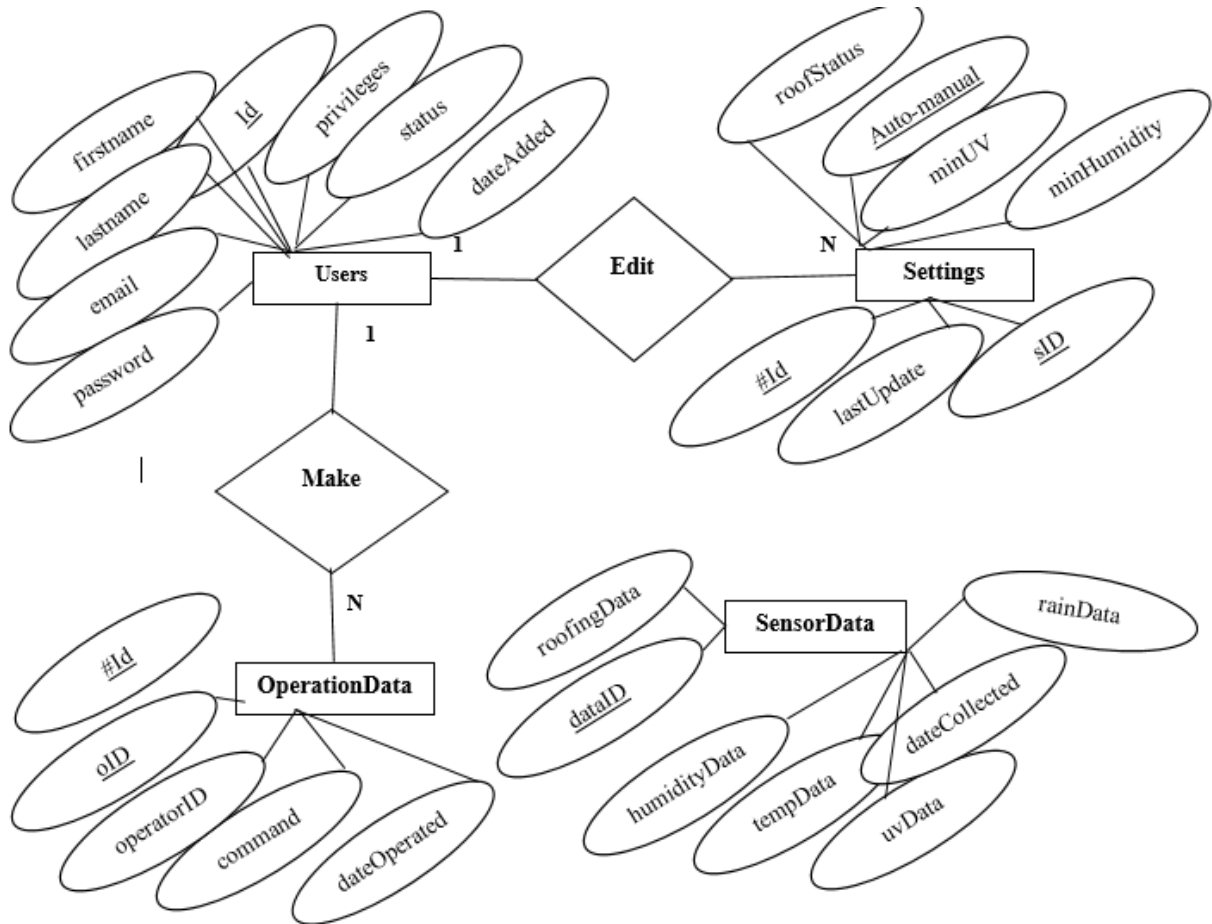 firstname
Id
privileges
status
dateAdded
lastname
email
password
Users
1
Edit
N
Settings
roofStatus
Auto-manual
minUV
minHumidity
#Id
lastUpdate
sID
1
Make
N
OperationData
#Id
oID
operatorID
command
dateOperated
SensorData
roofingData
dataID
humidityData
tempData
dateCollected
uvData
rainData